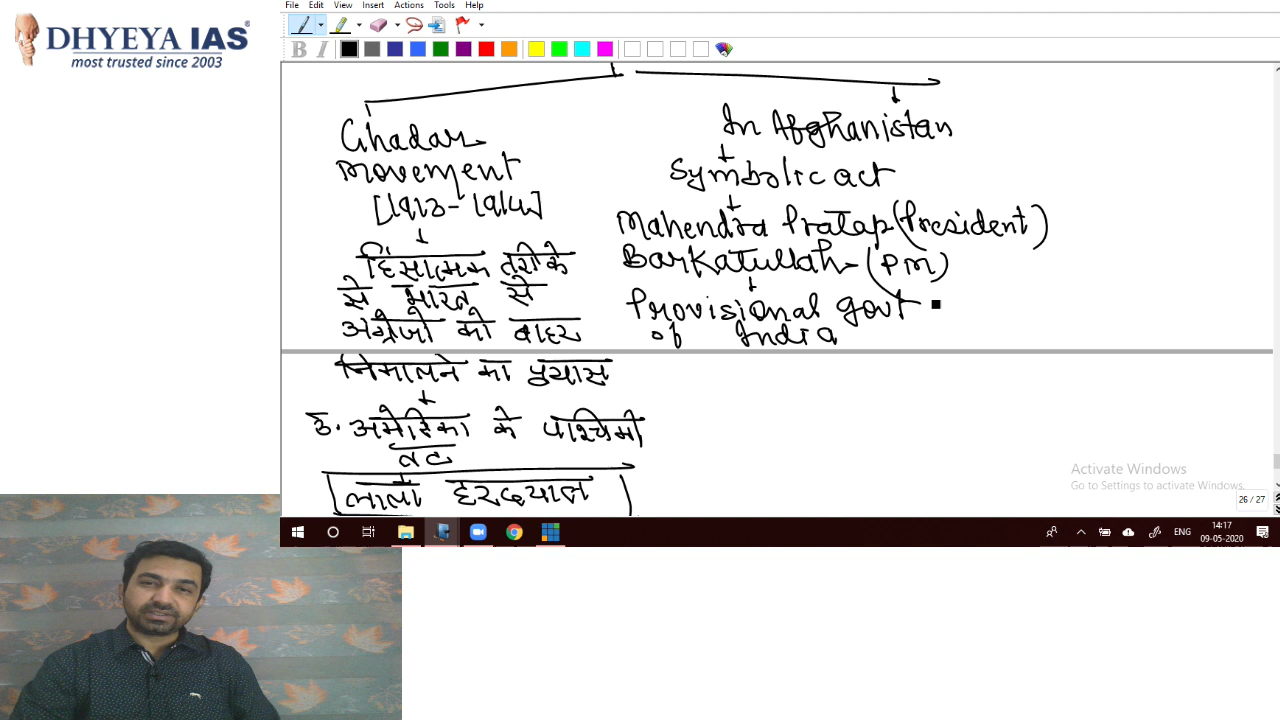 DHYEYA IAS®
most trusted since 2003
File Edit View Insert Actions Tools Help
B I
Ghadar
movement
[1913-1914]
हिंसात्मक तरीके
से भारत से
अंग्रेजो को बाहर
निकालने का प्रयास
उ. अमेरिका के पश्चिमी
तट
लाला हरदयाल
In Afghanistan
Symbolic act
Mahendra Pratap (President)
Barkatullah (PM)
Provisional govt
of India
Activate Windows
Go to Settings to activate Windows.
26 / 27
ENG
14:17
09-05-2020